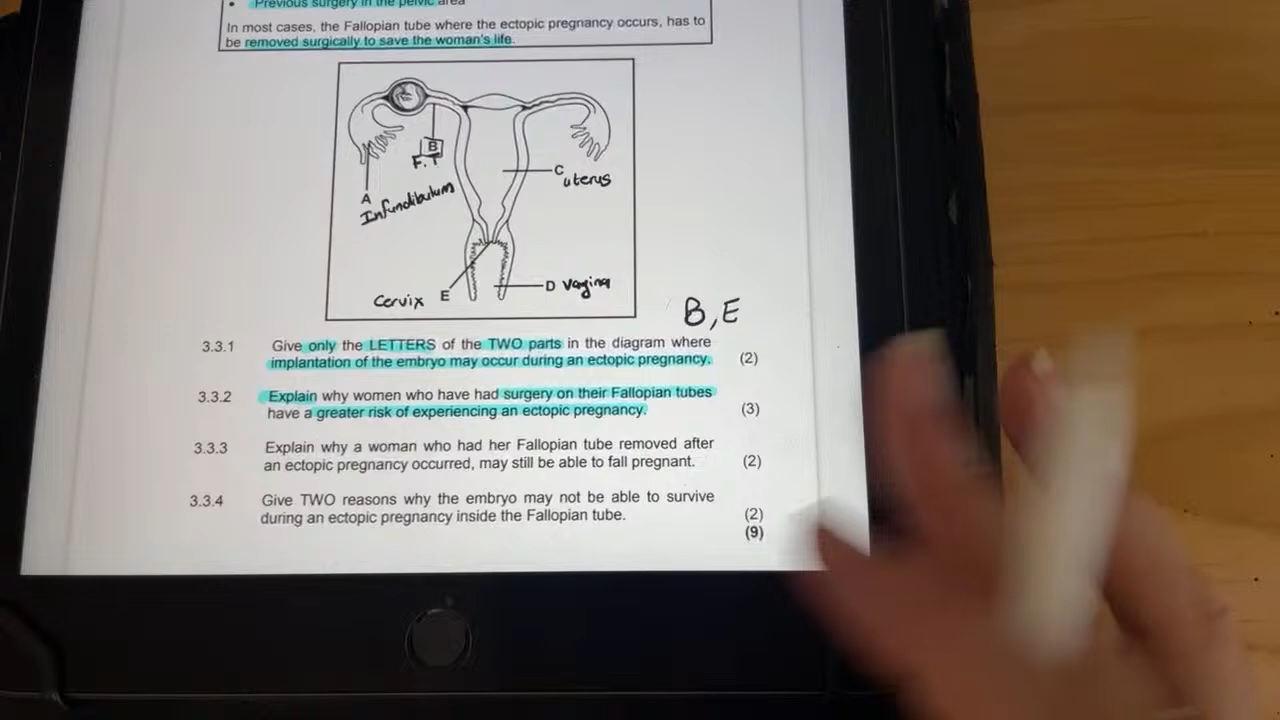 • Previous surgery in the pelvic area
In most cases, the Fallopian tube where the ectopic pregnancy occurs, has to
be removed surgically to save the woman's life.
B
F.T
C
uterus
A
Infundibulum
Cervix E
D vagina
B, E
3.3.1 Give only the LETTERS of the TWO parts in the diagram where
implantation of the embryo may occur during an ectopic pregnancy. (2)
3.3.2 Explain why women who have had surgery on their Fallopian tubes
have a greater risk of experiencing an ectopic pregnancy. (3)
3.3.3 Explain why a woman who had her Fallopian tube removed after
an ectopic pregnancy occurred, may still be able to fall pregnant. (2)
3.3.4 Give TWO reasons why the embryo may not be able to survive
during an ectopic pregnancy inside the Fallopian tube. (2)
(9)